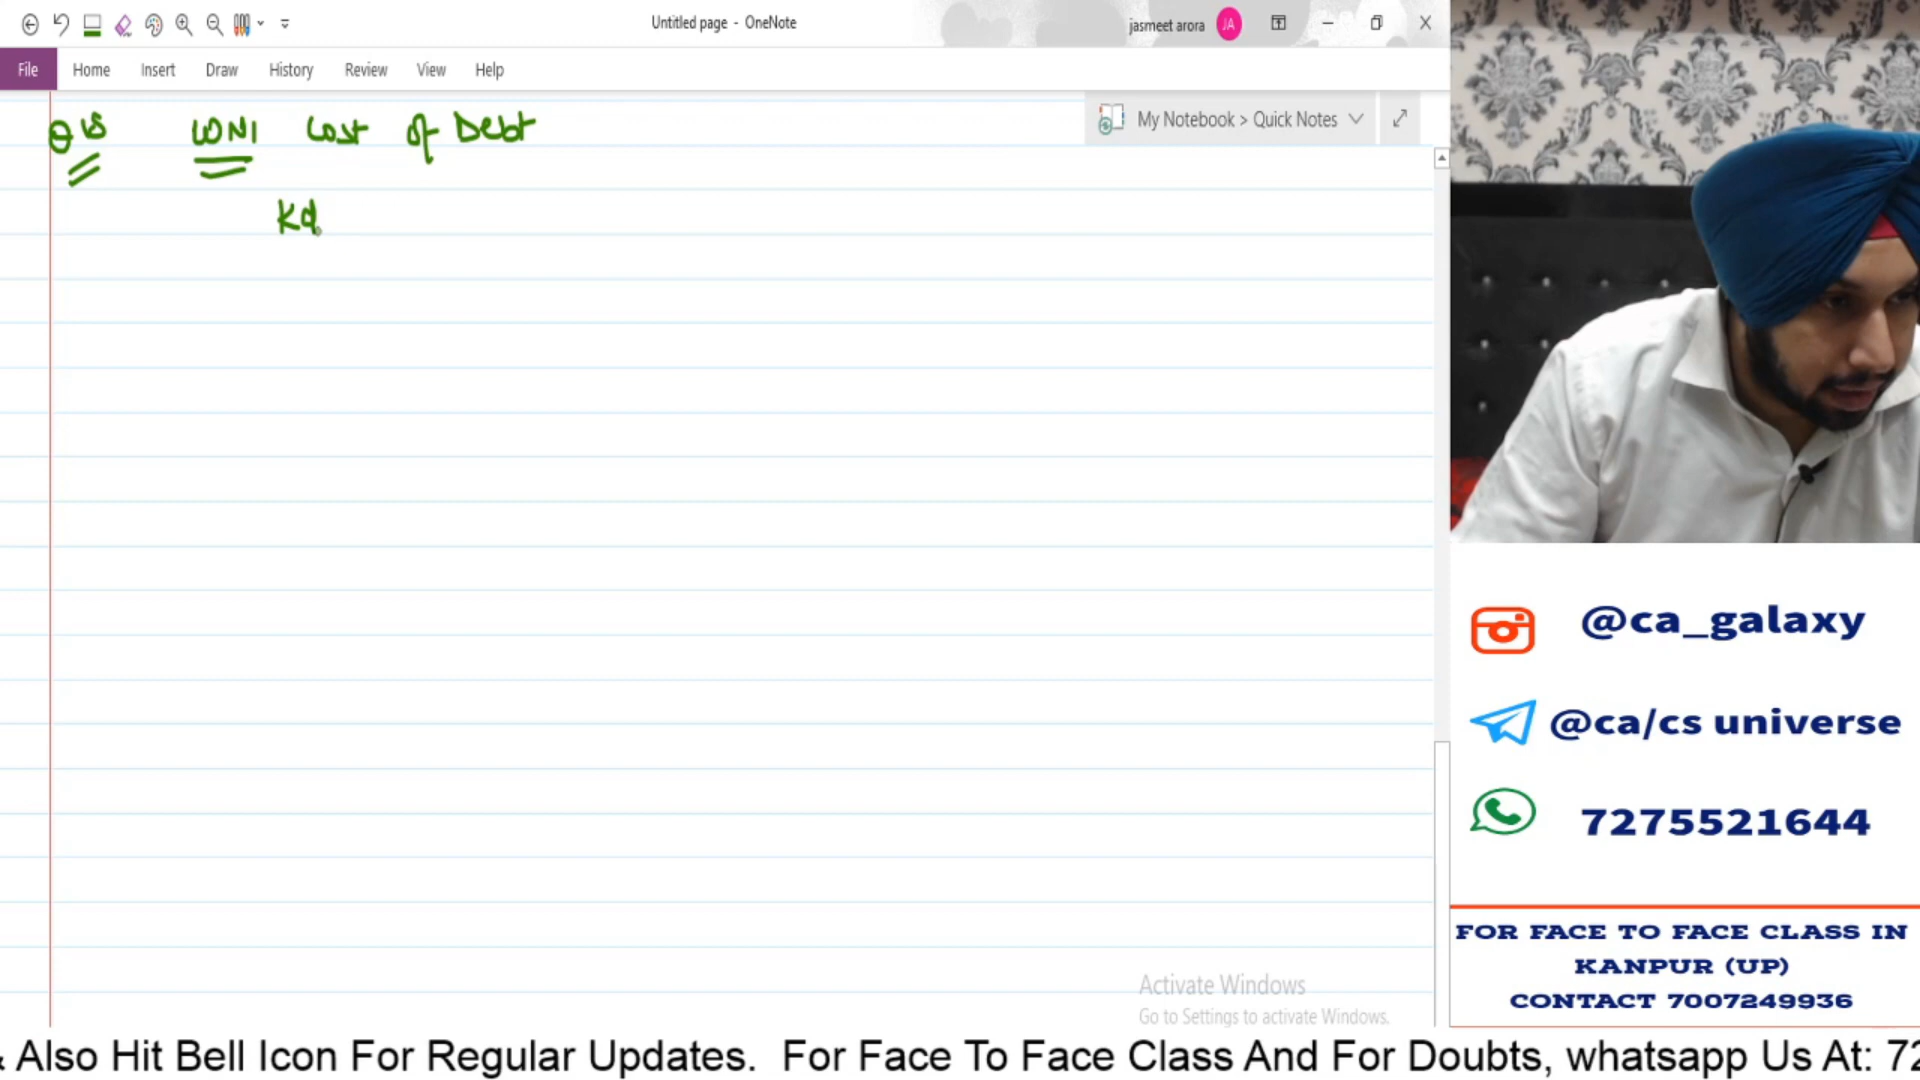 Untitled page - OneNote
jasmeet arora JA
File Home Insert Draw History Review View Help
My Notebook > Quick Notes
WN1 Cost of Debt
Kd
@ca_galaxy
@ca/cs universe
7275521644
FOR FACE TO FACE CLASS IN
KANPUR (UP)
CONTACT 7007249936
Activate Windows
Go to Settings to activate Windows.
Also Hit Bell Icon For Regular Updates. For Face To Face Class And For Doubts, whatsapp Us At: 72